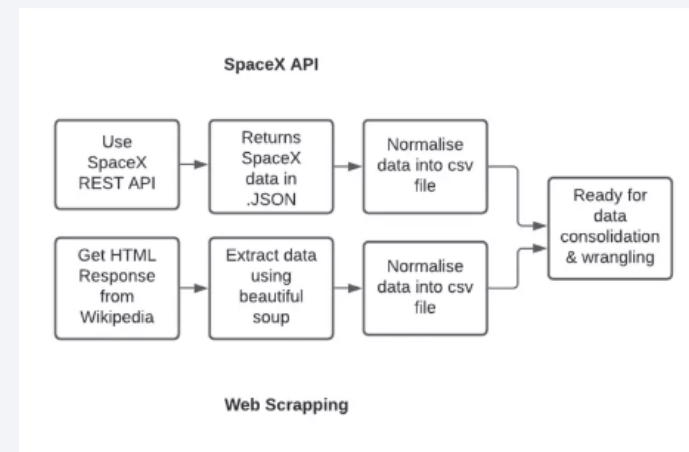 SpaceX API
Use
SpaceX
REST API
Returns
SpaceX
data in
.JSON
Normalise
data into csv
file
Get HTML
Response
from
Wikipedia
Extract data
using
beautiful
soup
Normalise
data into csv
file
Ready for
data
consolidation
& wrangling
Web Scrapping